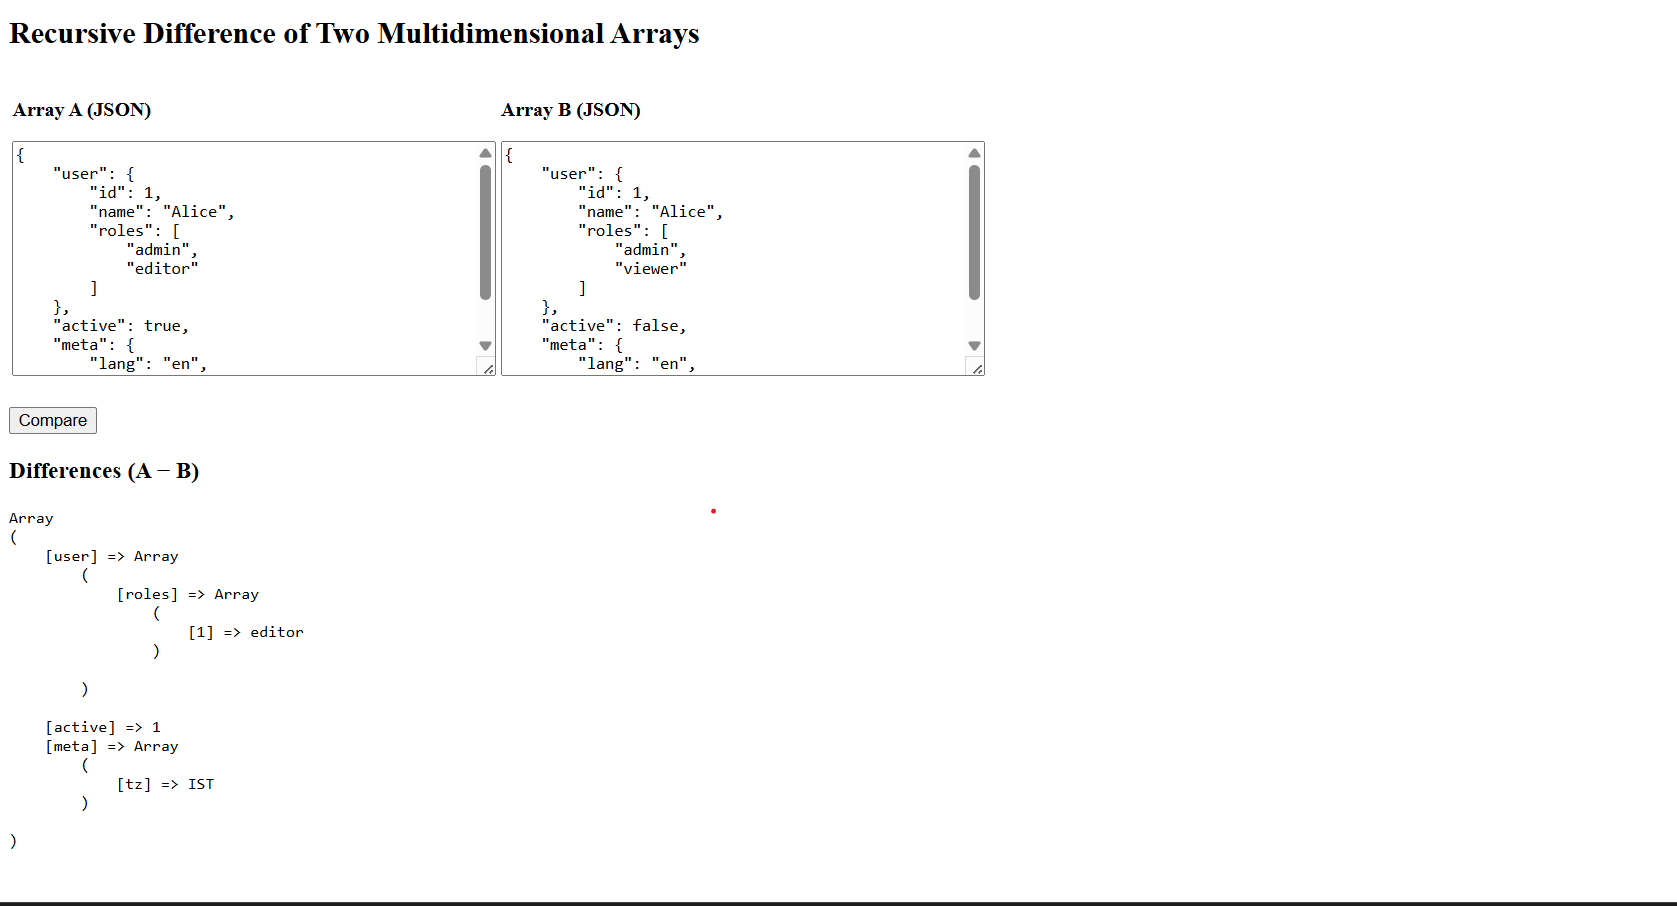 Recursive Difference of Two Multidimensional Arrays
Array A (JSON)
{
    "user": {
        "id": 1,
        "name": "Alice",
        "roles": [
            "admin",
            "editor"
        ]
    },
    "active": true,
    "meta": {
        "lang": "en",
Array B (JSON)
{
    "user": {
        "id": 1,
        "name": "Alice",
        "roles": [
            "admin",
            "viewer"
        ]
    },
    "active": false,
    "meta": {
        "lang": "en",
Compare
Differences (A − B)
Array
(
    [user] => Array
        (
            [roles] => Array
                (
                    [1] => editor
                )

        )

    [active] => 1
    [meta] => Array
        (
            [tz] => IST
        )

)